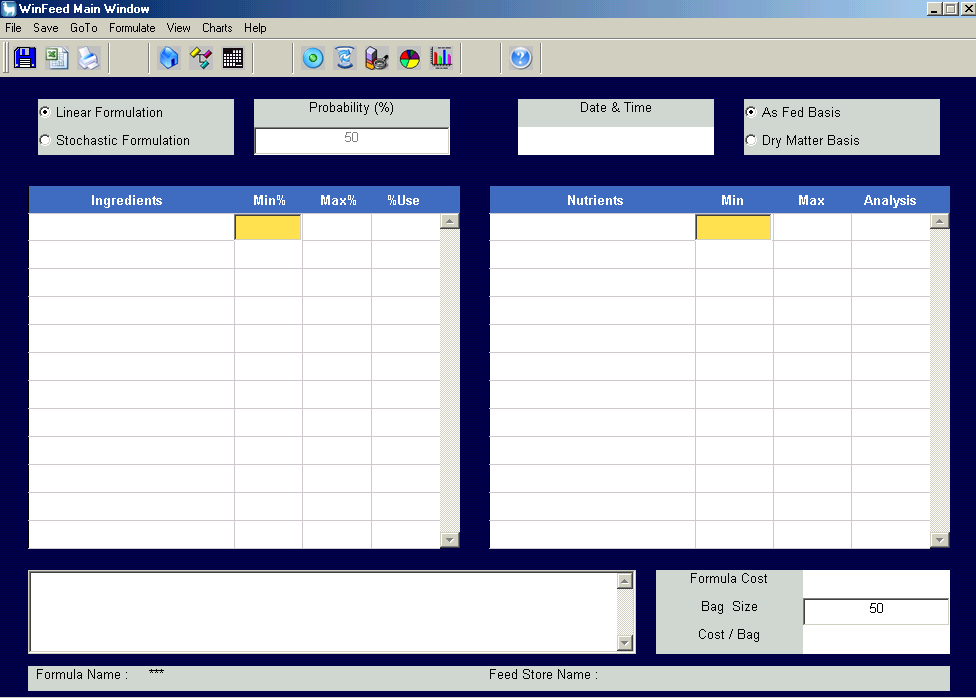 WinFeed Main Window
File Save GoTo Formulate View Charts Help
Linear Formulation
Stochastic Formulation
Probability (%)
50
Date & Time
As Fed Basis
Dry Matter Basis
Ingredients Min% Max% %Use
Nutrients Min Max Analysis
Formula Cost
Bag Size 50
Cost / Bag
Formula Name : *** Feed Store Name :